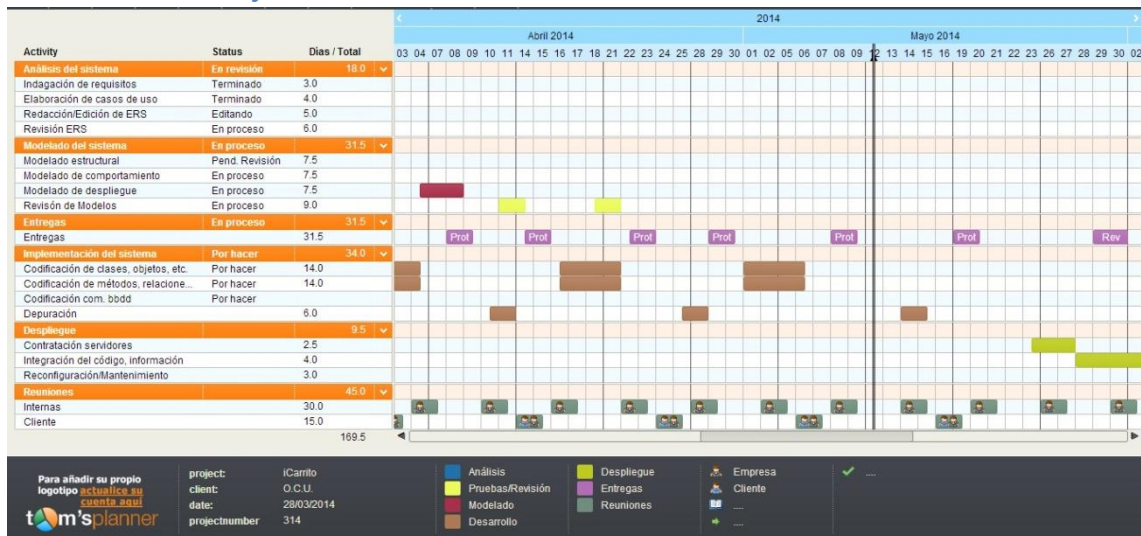 2014
Abril 2014 Mayo 2014
Activity Status Días / Total 03 04 07 08 09 10 11 14 15 16 17 18 21 22 23 24 25 28 29 30 01 02 05 06 07 08 09 12 13 14 15 16 19 20 21 22 23 26 27 28 29 30 02
Análisis del sistema En revisión 18.0
Indagación de requisitos Terminado 3.0
Elaboración de casos de uso Terminado 4.0
Redacción/Edición de ERS Editando 5.0
Revisión ERS En proceso 6.0
Modelado del sistema En proceso 31.5
Modelado estructural Pend. Revisión 7.5
Modelado de comportamiento En proceso 7.5
Modelado de despliegue En proceso 7.5
Revisón de Modelos En proceso 9.0
Entregas En proceso 31.5
Entregas 31.5 Prot Prot Prot Prot Prot Prot Rev
Implementación del sistema Por hacer 34.0
Codificación de clases, objetos, etc. Por hacer 14.0
Codificación de métodos, relacione... Por hacer 14.0
Codificación com. bbdd Por hacer
Depuración 6.0
Despliegue 9.5
Contratación servidores 2.5
Integración del código, información 4.0
Reconfiguración/Mantenimiento 3.0
Reuniones 45.0
Internas 30.0
Cliente 15.0
169.5
Para añadir su propio
logotipo actualice su
cuenta aquí
tom'splanner
project: iCarrito
client: O.C.U.
date: 28/03/2014
projectnumber 314
Análisis
Pruebas/Revisión
Modelado
Desarrollo
Despliegue
Entregas
Reuniones
Empresa
Cliente
....
....
....